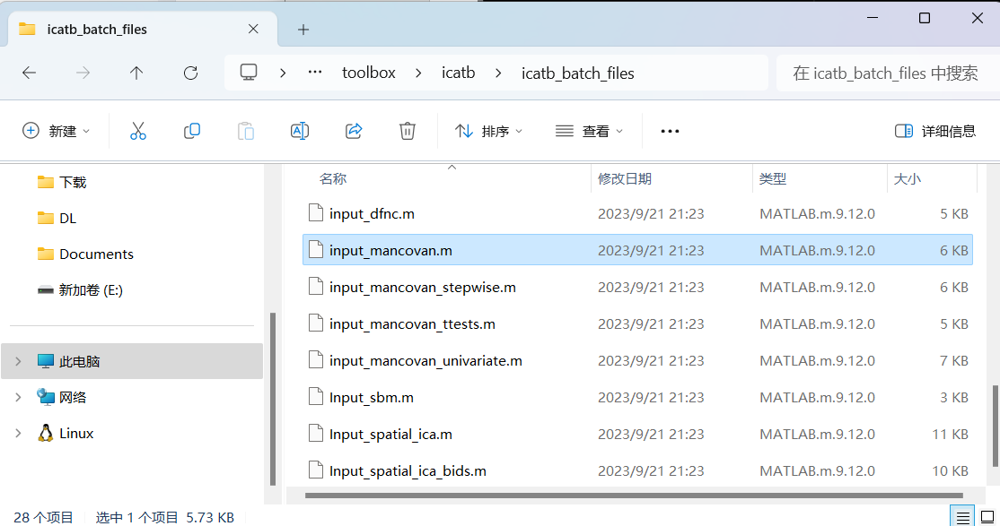 icatb_batch_files
toolbox icatb icatb_batch_files 在 icatb_batch_files 中搜索
新建 排序 查看 详细信息
下载
DL
Documents
新加卷 (E:)
此电脑
网络
Linux
名称 修改日期 类型 大小
input_dfnc.m 2023/9/21 21:23 MATLAB.m.9.12.0 5 KB
input_mancovan.m 2023/9/21 21:23 MATLAB.m.9.12.0 6 KB
input_mancovan_stepwise.m 2023/9/21 21:23 MATLAB.m.9.12.0 6 KB
input_mancovan_ttests.m 2023/9/21 21:23 MATLAB.m.9.12.0 5 KB
input_mancovan_univariate.m 2023/9/21 21:23 MATLAB.m.9.12.0 7 KB
Input_sbm.m 2023/9/21 21:23 MATLAB.m.9.12.0 3 KB
Input_spatial_ica.m 2023/9/21 21:23 MATLAB.m.9.12.0 11 KB
Input_spatial_ica_bids.m 2023/9/21 21:23 MATLAB.m.9.12.0 10 KB
28 个项目 选中 1 个项目 5.73 KB